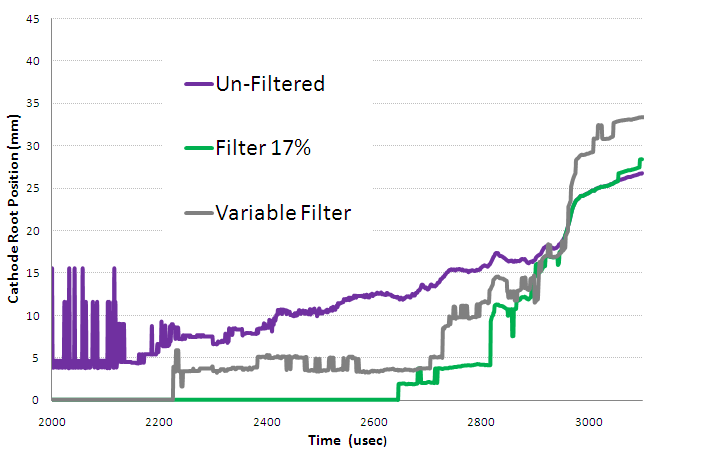 45
40
35
30
25
20
15
10
5
0
Cathode Root Position (mm)
Un-Filtered
Filter 17%
Variable Filter
2000 2200 2400 2600 2800 3000
Time (usec)